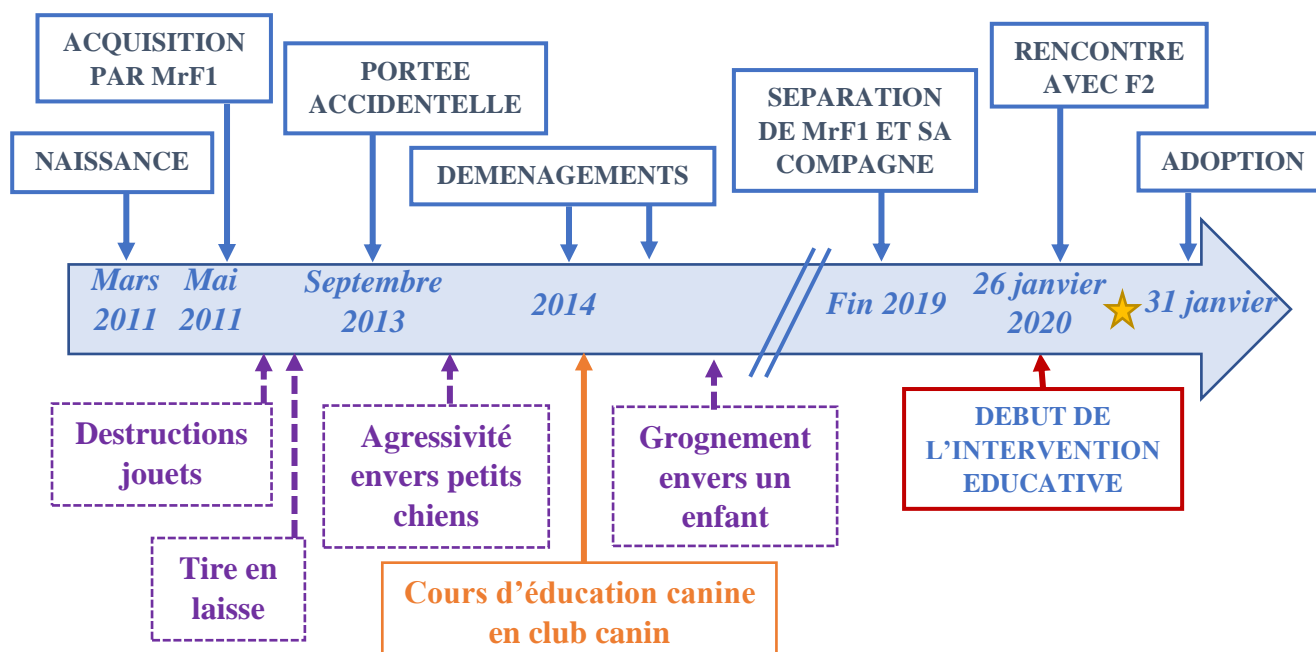 ACQUISITION
PAR MrF1
PORTEE
ACCIDENTELLE
RENCONTRE
AVEC F2
SEPARATION
DE MrF1 ET SA
COMPAGNE
NAISSANCE
DEMENAGEMENTS
ADOPTION
Mars
2011
Mai
2011
Septembre
2013
2014
Fin 2019
26 janvier
2020
31 janvier
Destructions
jouets
Tire en
laisse
Agressivité
envers petits
chiens
Cours d’éducation canine
en club canin
Grognement
envers un
enfant
DEBUT DE
L’INTERVENTION
EDUCATIVE